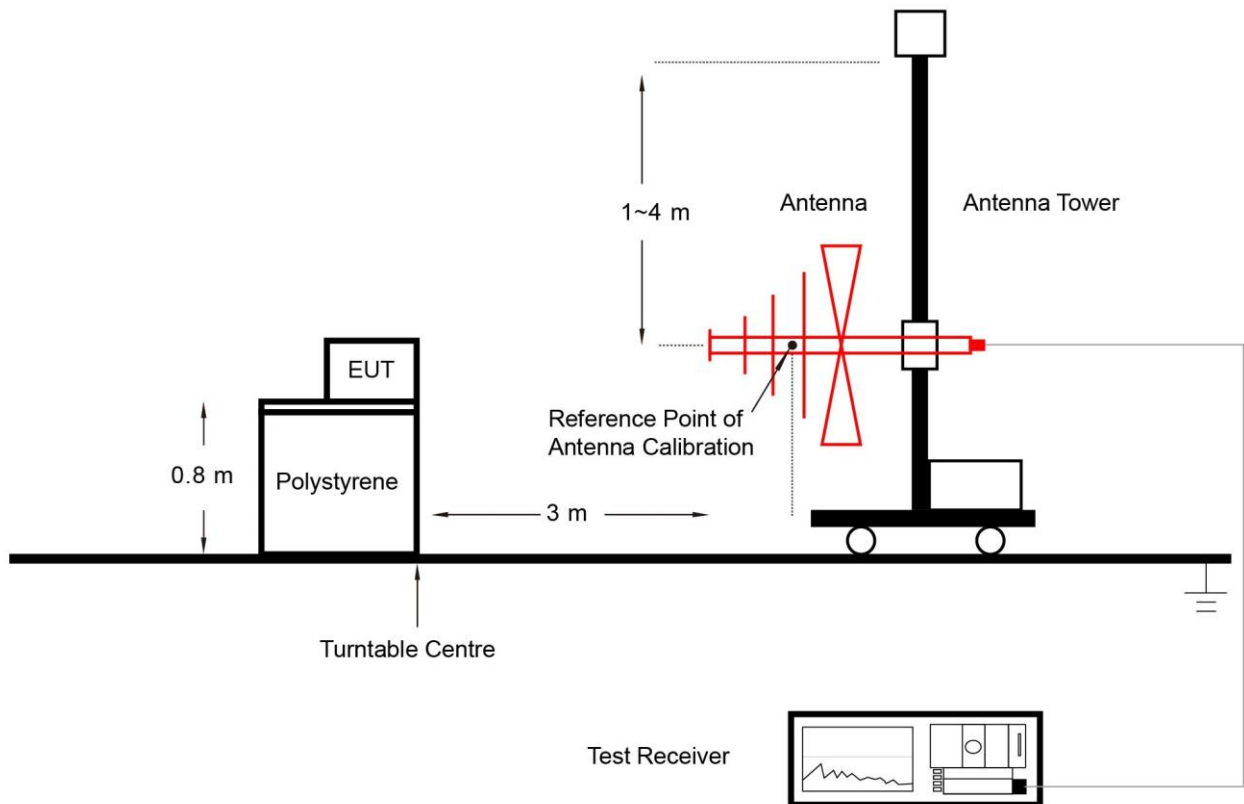 1~4 m
Antenna
Antenna Tower
EUT
Reference Point of
Antenna Calibration
0.8 m
Polystyrene
3 m
Turntable Centre
Test Receiver